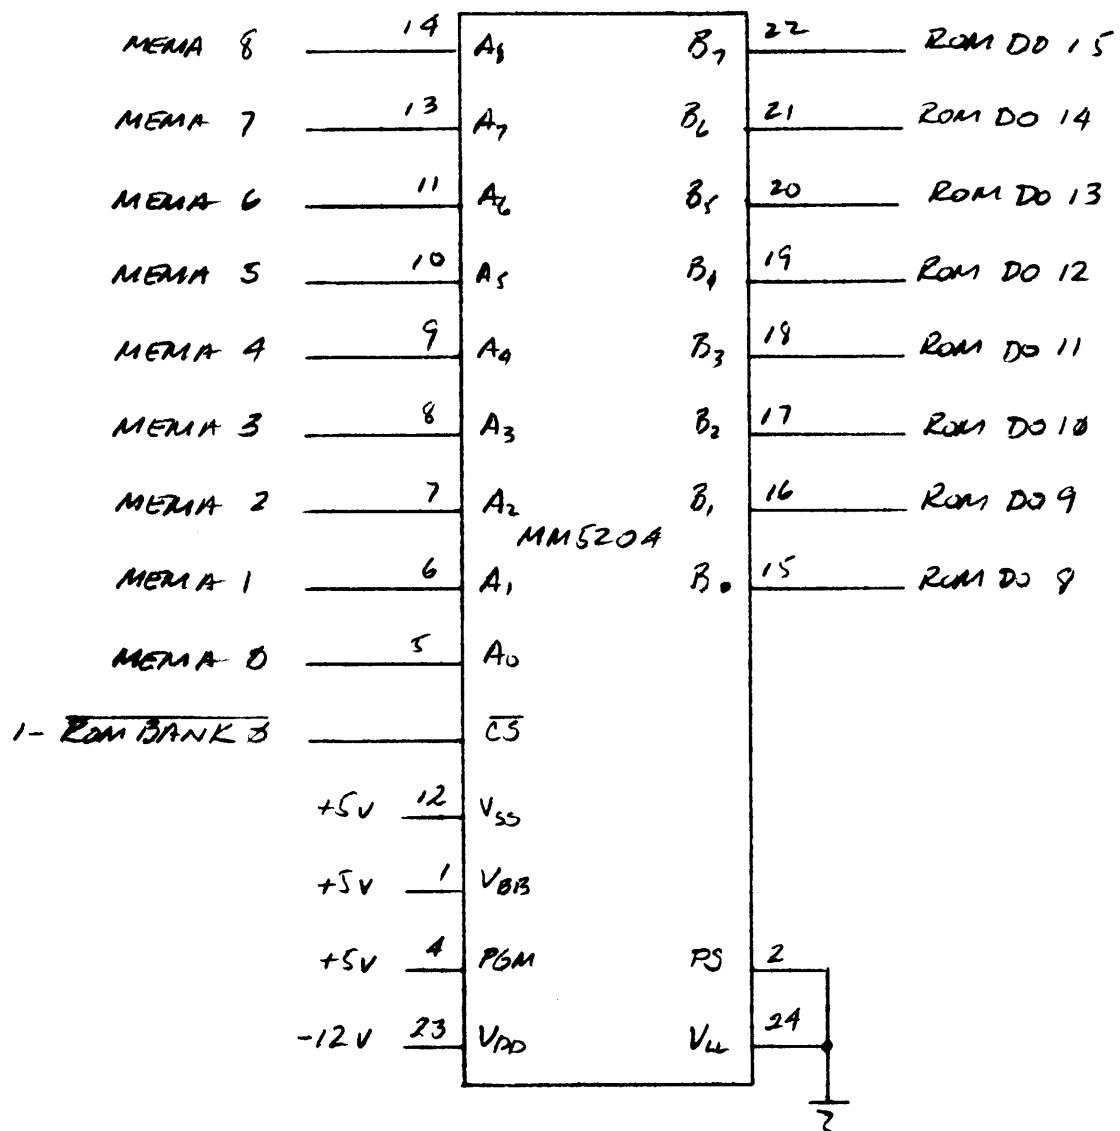 MEMA 8 14 A8 B7 22 ROM DO 15
MEMA 7 13 A7 B6 21 ROM DO 14
MEMA 6 11 A6 B5 20 ROM DO 13
MEMA 5 10 A5 B4 19 ROM DO 12
MEMA 4 9 A4 B3 18 ROM DO 11
MEMA 3 8 A3 B2 17 ROM DO 10
MEMA 2 7 A2 B1 16 ROM DO 9
MM5204
MEMA 1 6 A1 B0 15 ROM DO 8
MEMA 0 5 A0
1- ROM BANK 0 CS
+5V 12 VSS
+5V 1 VBB
+5V 4 PGM PS 2
-12V 23 VDD VLL 24